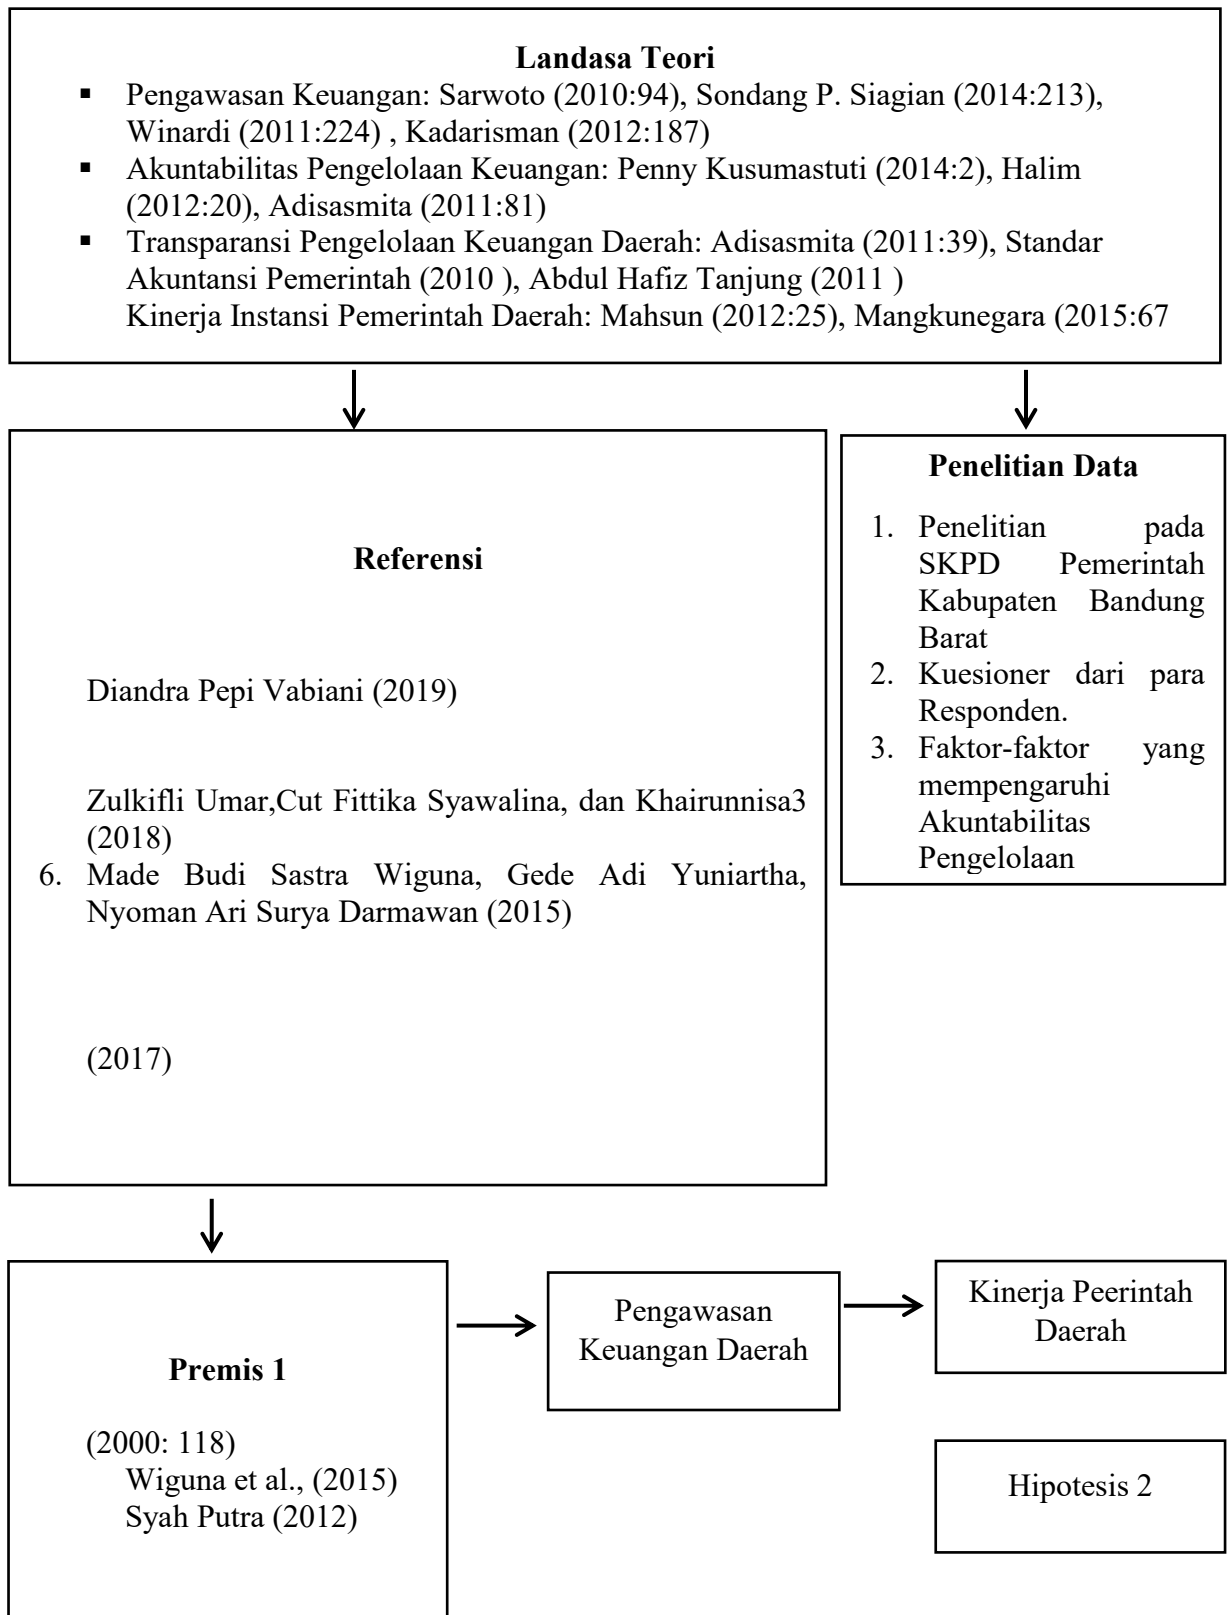 Landasa Teori
▪ Pengawasan Keuangan: Sarwoto (2010:94), Sondang P. Siagian (2014:213),
Winardi (2011:224) , Kadarisman (2012:187)
▪ Akuntabilitas Pengelolaan Keuangan: Penny Kusumastuti (2014:2), Halim
(2012:20), Adisasmita (2011:81)
▪ Transparansi Pengelolaan Keuangan Daerah: Adisasmita (2011:39), Standar
Akuntansi Pemerintah (2010 ), Abdul Hafiz Tanjung (2011 )
Kinerja Instansi Pemerintah Daerah: Mahsun (2012:25), Mangkunegara (2015:67
Referensi
Diandra Pepi Vabiani (2019)
Zulkifli Umar,Cut Fittika Syawalina, dan Khairunnisa3
(2018)
6. Made Budi Sastra Wiguna, Gede Adi Yuniartha,
Nyoman Ari Surya Darmawan (2015)
(2017)
Penelitian Data
1. Penelitian pada
SKPD Pemerintah
Kabupaten Bandung
Barat
2. Kuesioner dari para
Responden.
3. Faktor-faktor yang
mempengaruhi
Akuntabilitas
Pengelolaan
Premis 1
(2000: 118)
Wiguna et al., (2015)
Syah Putra (2012)
Pengawasan
Keuangan Daerah
Kinerja Peerintah
Daerah
Hipotesis 2